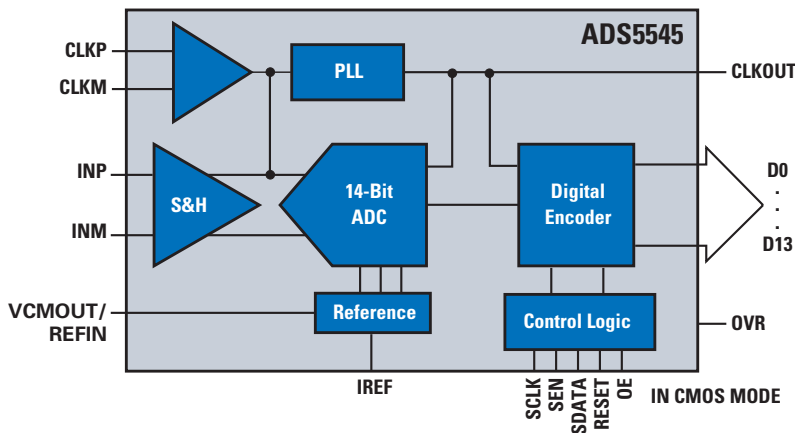 ADS5545
CLKP
CLKM
PLL
CLKOUT
INP
INM
S&H
14-Bit
ADC
Digital
Encoder
D0
.
.
.
D13
VCMOUT/
REFIN
Reference
Control Logic
OVR
IREF
SCLK
SEN
SDATA
RESET
OE
IN CMOS MODE